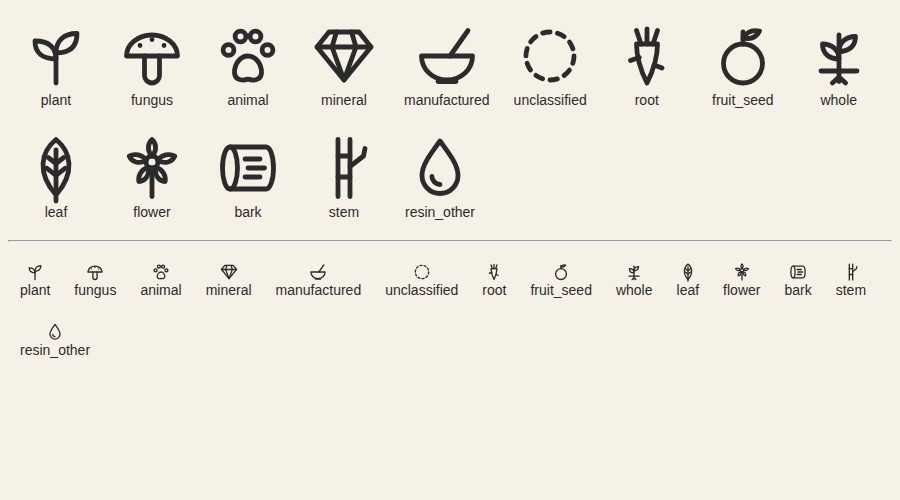 plant fungus animal mineral manufactured unclassified root fruit_seed whole
leaf flower bark stem resin_other
plant fungus animal mineral manufactured unclassified root fruit_seed whole leaf flower bark stem
resin_other